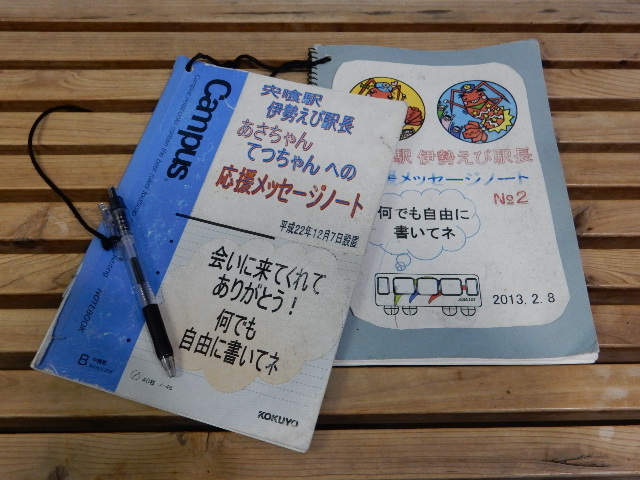 Campus
宍喰駅
伊勢えび駅長
あさちゃん
てつちゃん への
応援メッセージノート
平成22年12月7日設置
会いに来てくれて
ありがとう！
何でも
自由に書いてネ
NOTEBOOK
B
KOKUYO
駅 伊勢えび駅長
援メッセージノート
№2
何でも自由に
書いてネ
2013. 2. 8